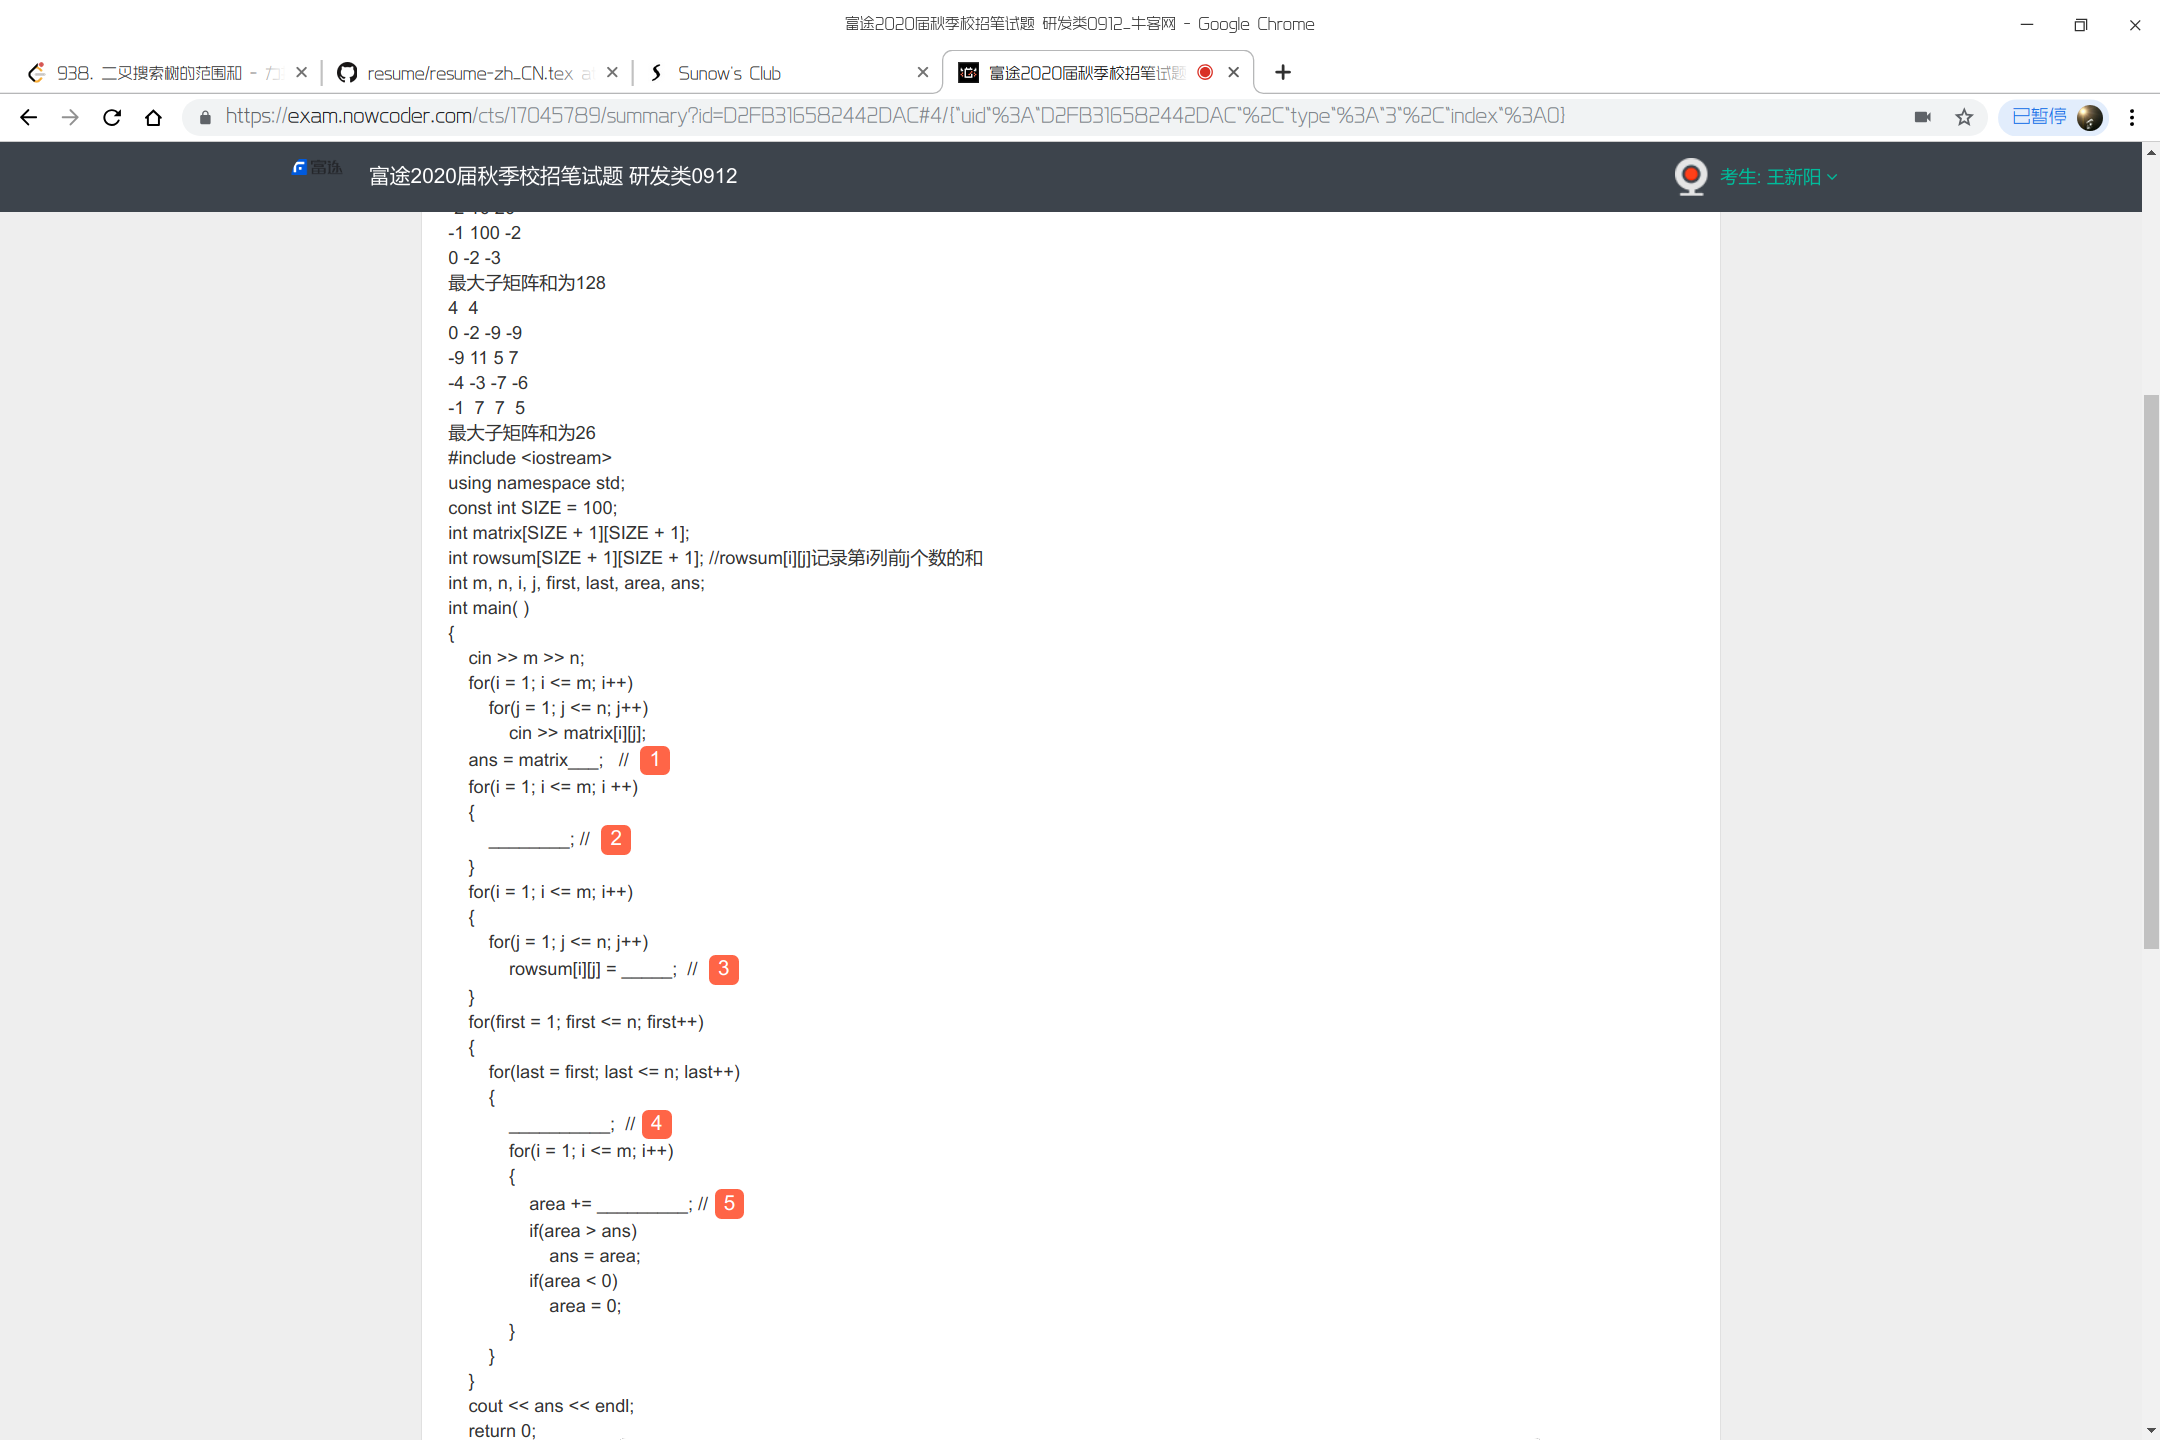 富途2020届秋季校招笔试题 研发类0912_牛客网 - Google Chrome
938. 二叉搜索树的范围和 - 力
resume/resume-zh_CN.tex at
Sunow's Club
富途2020届秋季校招笔试题
https://exam.nowcoder.com/cts/17045789/summary?id=D2FB316582442DAC#4/{"uid"%3A"D2FB316582442DAC"%2C"type"%3A"3"%2C"index"%3A0}
已暂停
富途
富途2020届秋季校招笔试题 研发类0912
考生: 王新阳
-1 100 -2
0 -2 -3
最大子矩阵和为128
4  4
0 -2 -9 -9
-9 11 5 7
-4 -3 -7 -6
-1  7  7  5
最大子矩阵和为26
#include <iostream>
using namespace std;
const int SIZE = 100;
int matrix[SIZE + 1][SIZE + 1];
int rowsum[SIZE + 1][SIZE + 1]; //rowsum[i][j]记录第i列前j个数的和
int m, n, i, j, first, last, area, ans;
int main( )
{
cin >> m >> n;
for(i = 1; i <= m; i++)
for(j = 1; j <= n; j++)
cin >> matrix[i][j];
ans = matrix___;   // 1
for(i = 1; i <= m; i ++)
{
________; // 2
}
for(i = 1; i <= m; i++)
{
for(j = 1; j <= n; j++)
rowsum[i][j] = _____;  // 3
}
for(first = 1; first <= n; first++)
{
for(last = first; last <= n; last++)
{
__________;  // 4
for(i = 1; i <= m; i++)
{
area += _________; // 5
if(area > ans)
ans = area;
if(area < 0)
area = 0;
}
}
}
cout << ans << endl;
return 0;